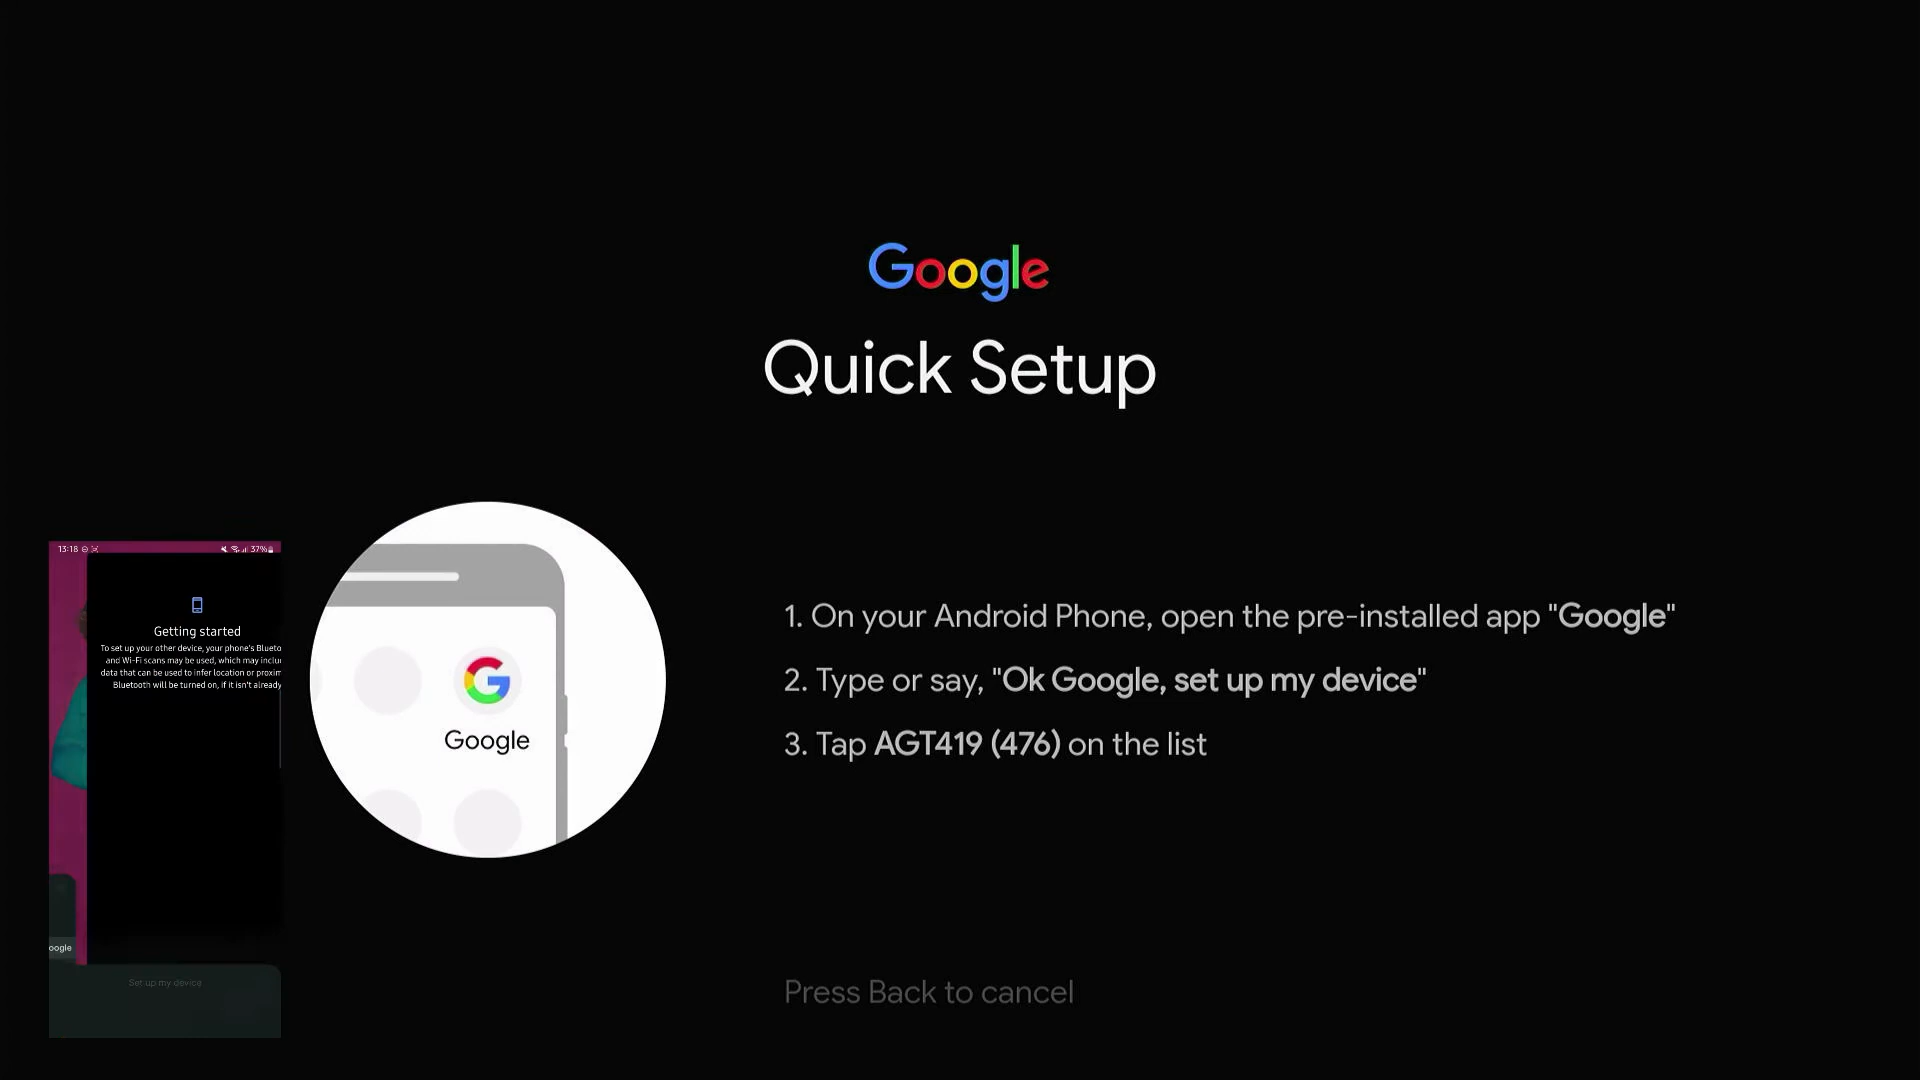 Google
Quick Setup
13:18
37%
Getting started
To set up your other device, your phone's Blueto
and Wi-Fi scans may be used, which may inclu
data that can be used to infer location or proxim
Bluetooth will be turned on, if it isn't already
oogle
Set up my device
Google
1. On your Android Phone, open the pre-installed app "Google"
2. Type or say, "Ok Google, set up my device"
3. Tap AGT419 (476) on the list
Press Back to cancel